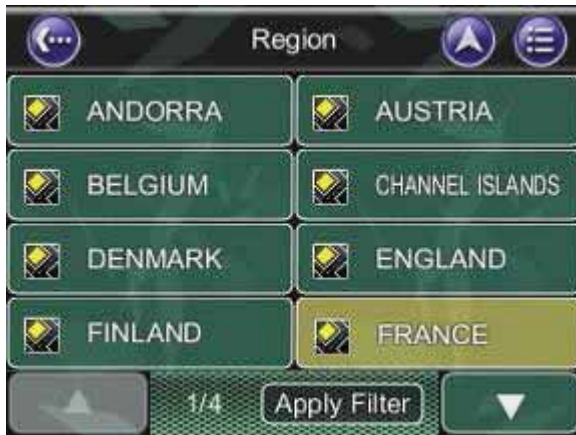 Region
ANDORRA
AUSTRIA
BELGIUM
CHANNEL ISLANDS
DENMARK
ENGLAND
FINLAND
FRANCE
1/4
Apply Filter